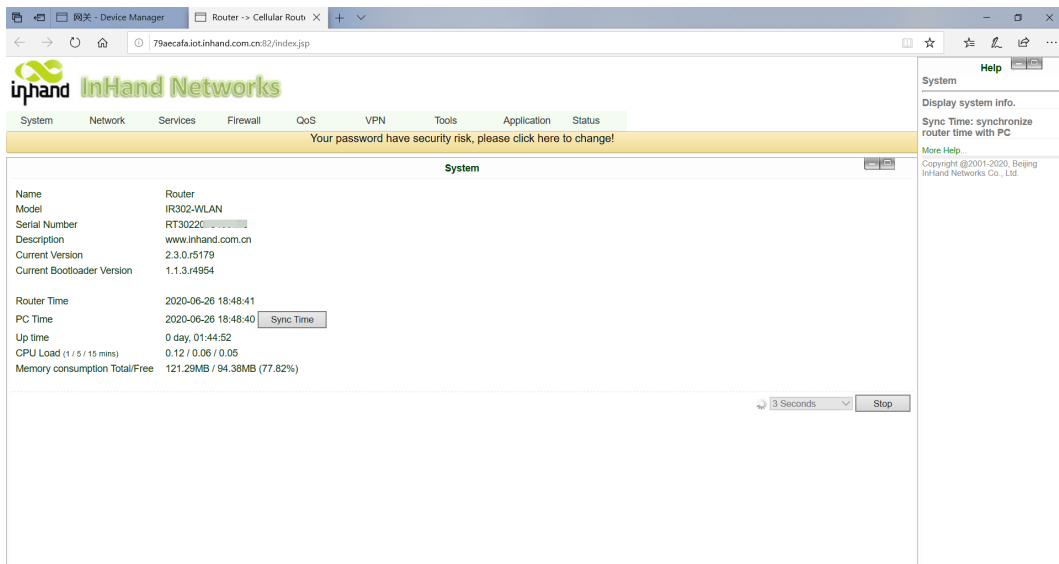 网关 - Device Manager
Router -> Cellular Route
79aecafa.iot.inhand.com.cn:82/index.jsp
inhand InHand Networks
System Network Services Firewall QoS VPN Tools Application Status
Your password have security risk, please click here to change!
System
Name Router
Model IR302-WLAN
Serial Number RT30220
Description www.inhand.com.cn
Current Version 2.3.0.r5179
Current Bootloader Version 1.1.3.r4954
Router Time 2020-06-26 18:48:41
PC Time 2020-06-26 18:48:40 Sync Time
Up time 0 day, 01:44:52
CPU Load (1 / 5 / 15 mins) 0.12 / 0.06 / 0.05
Memory consumption Total/Free 121.29MB / 94.38MB (77.82%)
3 Seconds Stop
Help
System
Display system info.
Sync Time: synchronize
router time with PC
More Help...
Copyright @2001-2020, Beijing
InHand Networks Co., Ltd.